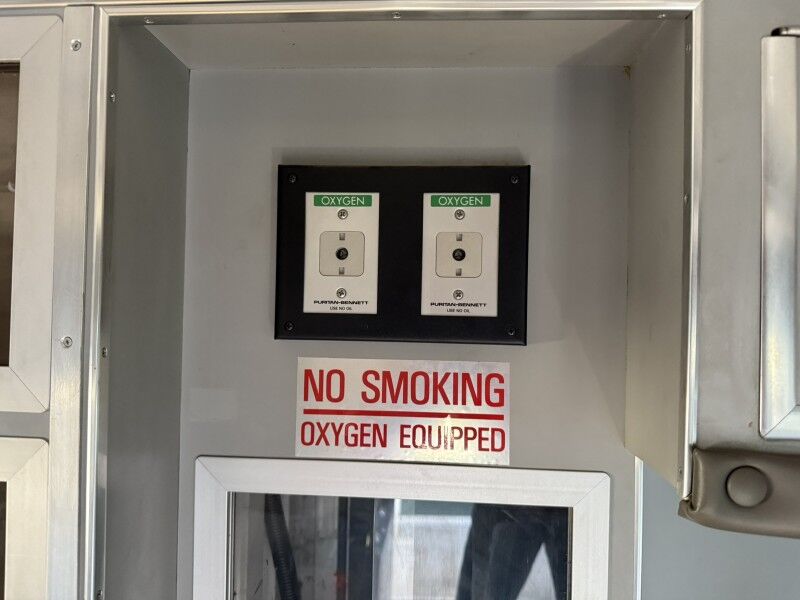 OXYGEN
PURITAN-BENNETT
USE NO OIL
OXYGEN
PURITAN-BENNETT
USE NO OIL
NO SMOKING
OXYGEN EQUIPPED